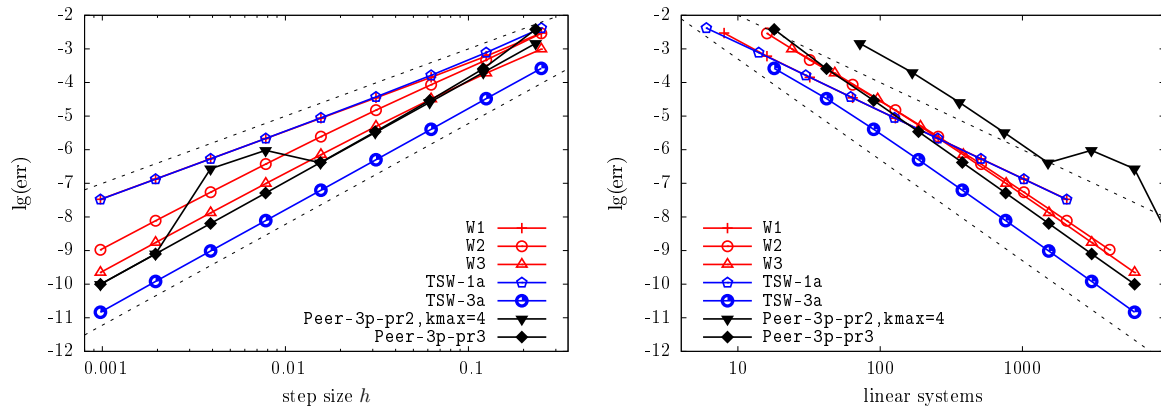 -2
-3
-4
-5
-6
-7
-8
-9
-10
-11
-12
lg(err)
0.001
0.01
0.1
step size h
W1
W2
W3
TSW-1a
TSW-3a
Peer-3p-pr2,kmax=4
Peer-3p-pr3
-2
-3
-4
-5
-6
-7
-8
-9
-10
-11
-12
lg(err)
10
100
1000
linear systems
W1
W2
W3
TSW-1a
TSW-3a
Peer-3p-pr2,kmax=4
Peer-3p-pr3